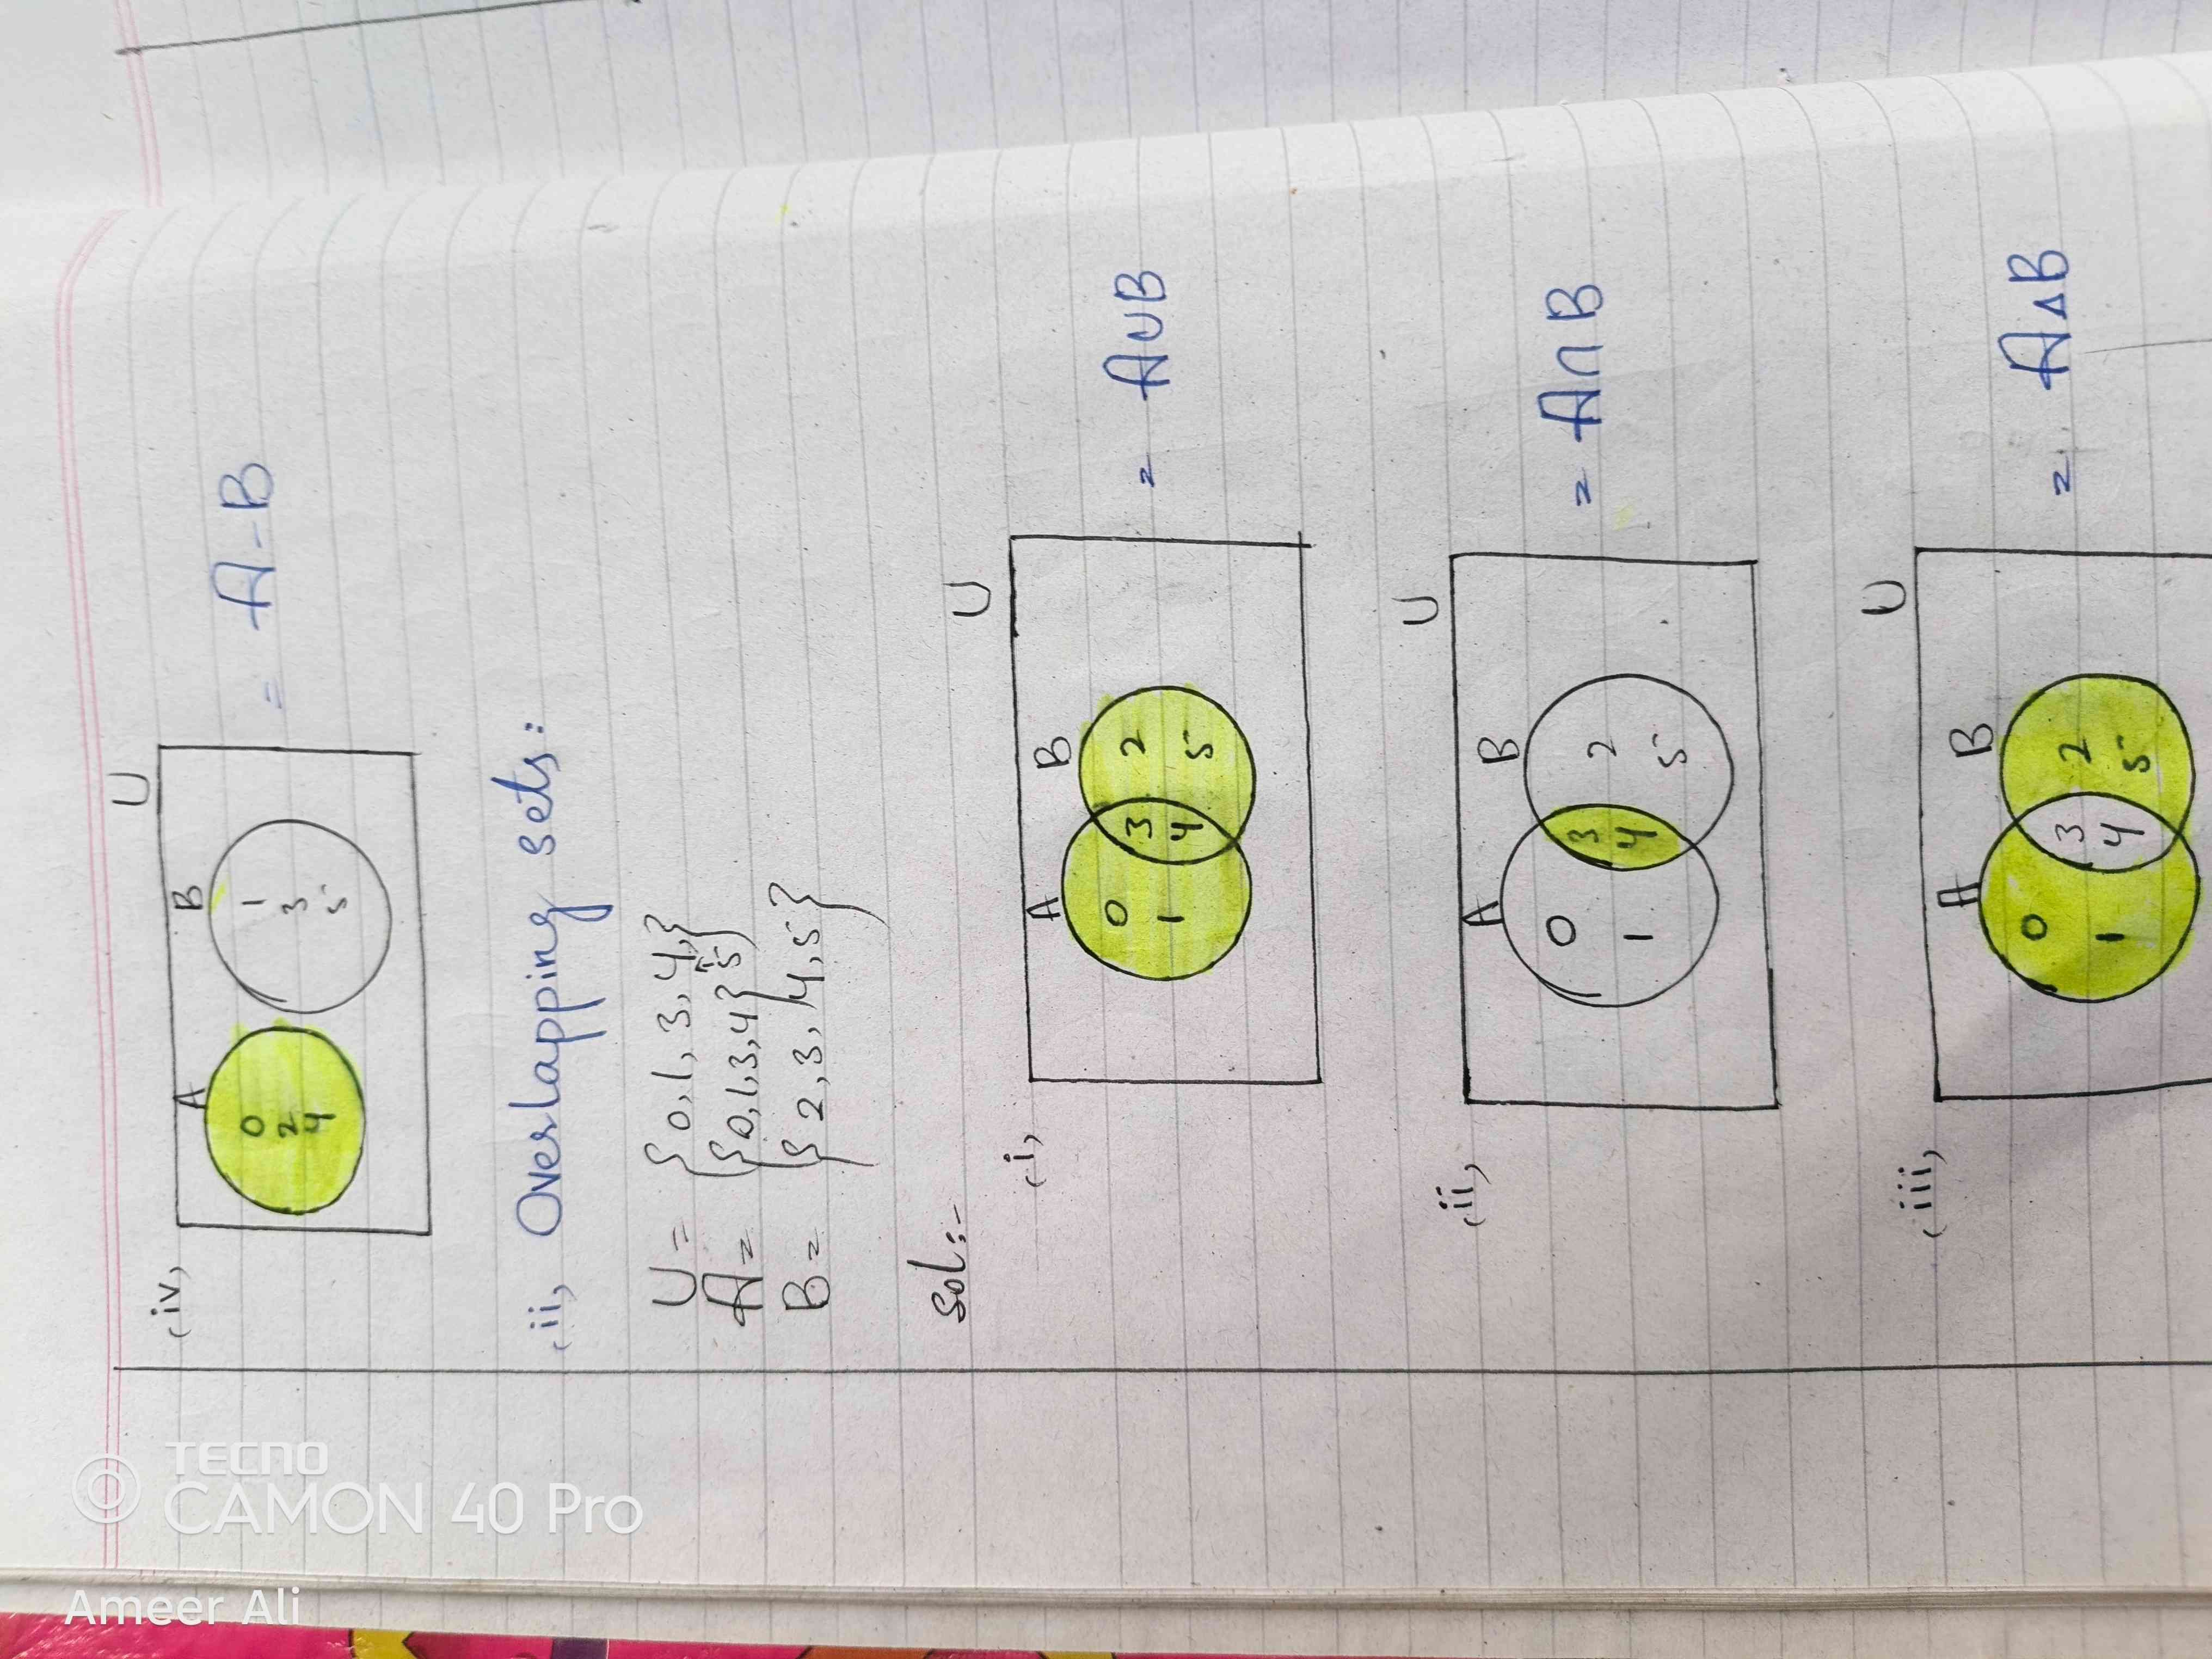 (iv)
U
A B
0 1
2 3
4 5
= A-B
(ii) Overlapping sets:
U = {0, 1, 3, 4, 5}
A = {0, 1, 3, 4}
B = {2, 3, 4, 5}
sol:-
(i)
U
A B
0 3 2
1 4 5
= A∪B
(ii)
U
A B
0 3 2
1 4 5
= A∩B
(iii)
U
A B
0 3 2
1 4 5
= A△B
TECNO
© CAMON 40 Pro
Ameer Ali